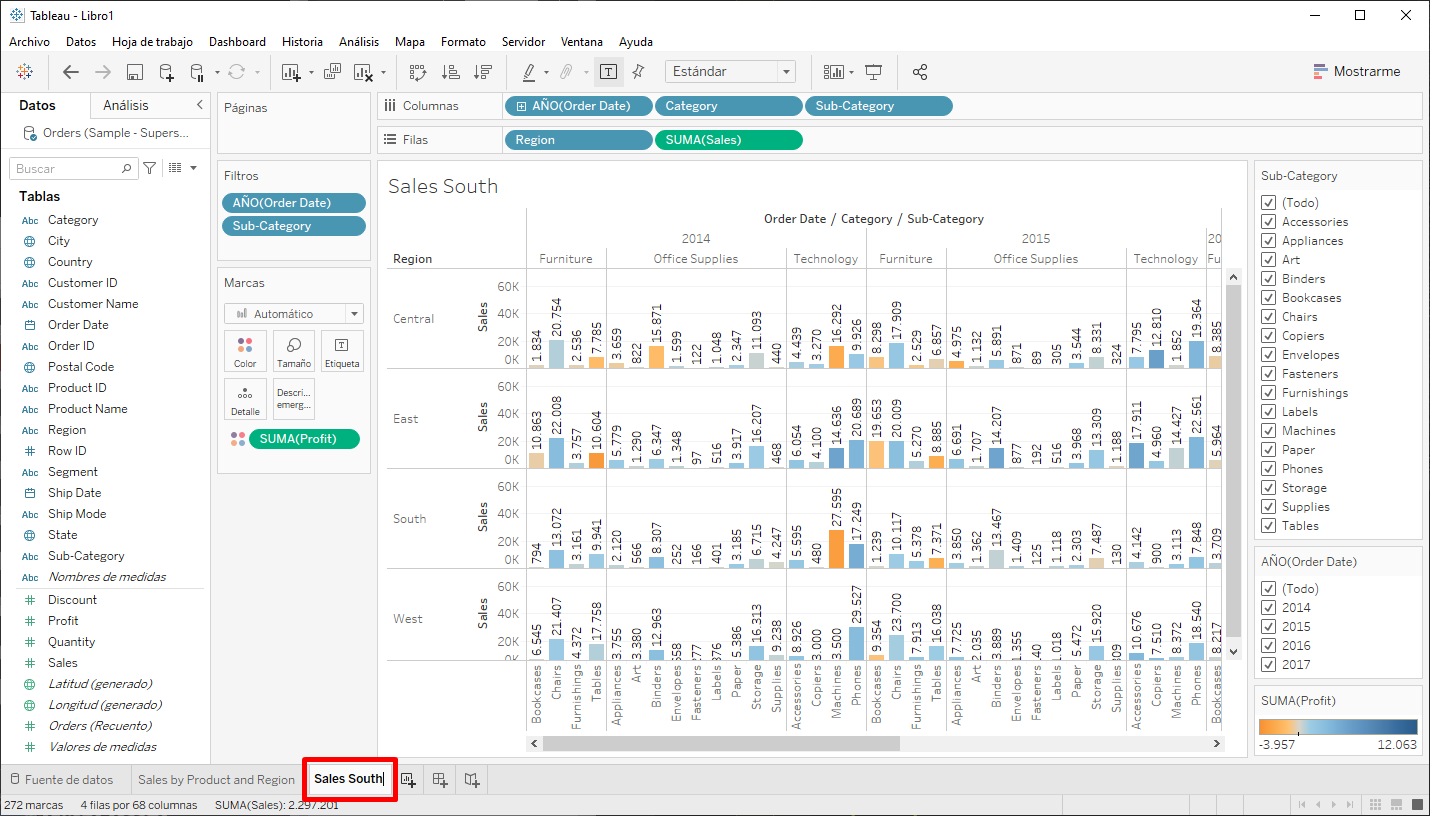 Tableau - Libro1
Archivo Datos Hoja de trabajo Dashboard Historia Análisis Mapa Formato Servidor Ventana Ayuda
Estándar
Mostrarme
Datos Análisis
Orders (Sample - Supers...
Buscar
Tablas
Abc Category
City
Country
Abc Customer ID
Abc Customer Name
Order Date
Abc Order ID
Postal Code
Abc Product ID
Abc Product Name
Abc Region
Row ID
Abc Segment
Ship Date
Abc Ship Mode
State
Abc Sub-Category
Abc Nombres de medidas
Discount
Profit
Quantity
Sales
Latitud (generado)
Longitud (generado)
Orders (Recuento)
Valores de medidas
Páginas
Filtros
AÑO(Order Date)
Sub-Category
Marcas
Automático
Color Tamaño Etiqueta
Detalle Descri... emerg...
SUMA(Profit)
Columnas AÑO(Order Date) Category Sub-Category
Filas Region SUMA(Sales)
Sales South
Order Date / Category / Sub-Category
2014 2015 20
Region Furniture Office Supplies Technology Furniture Office Supplies Technology Fu
Central Sales 60K 40K 20K 0K
1.834 20.754 2.536 7.785 3.659 822 15.871 1.599 122 1.048 2.347 11.093 440 4.439 3.270 16.292 9.926 8.298 17.909 2.529 6.857 4.975 1.132 5.891 871 89 305 3.544 8.331 324 7.795 12.810 1.852 19.364 8.385
East Sales 60K 40K 20K 0K
10.863 22.008 3.757 10.604 5.779 1.290 6.347 1.348 97 516 3.917 16.207 468 6.054 4.100 14.636 20.689 19.653 20.009 5.270 8.885 6.691 1.707 14.207 877 192 516 3.968 13.309 1.188 17.911 4.960 14.427 22.561 5.964
South Sales 60K 40K 20K 0K
794 13.072 3.161 9.941 2.120 566 8.307 252 166 401 3.185 6.715 4.247 5.595 480 27.595 17.249 1.239 10.117 5.378 7.371 3.850 1.362 13.467 1.409 125 1.118 2.303 7.487 130 4.142 900 3.113 7.848 3.709
West Sales 60K 40K 20K 0K
6.545 21.407 4.372 17.758 3.755 3.380 12.963 5.386 16.313 9.238 8.926 3.000 3.500 29.527 9.354 23.700 7.913 16.038 7.725 2.035 3.889 5.472 15.920 10.676 7.510 8.372 18.540 8.217
Bookcases Chairs Furnishings Tables Appliances Art Binders Envelopes Fasteners Labels Paper Storage Supplies Accessories Copiers Machines Phones Bookcases Chairs Furnishings Tables Appliances Art Binders Envelopes Fasteners Labels Paper Storage Supplies Accessories Copiers Machines Phones Bookcases
Sub-Category
(Todo)
Accessories
Appliances
Art
Binders
Bookcases
Chairs
Copiers
Envelopes
Fasteners
Furnishings
Labels
Machines
Paper
Phones
Storage
Supplies
Tables
AÑO(Order Date)
(Todo)
2014
2015
2016
2017
SUMA(Profit)
-3.957 12.063
Fuente de datos Sales by Product and Region Sales South
272 marcas 4 filas por 68 columnas SUMA(Sales): 2.297.201